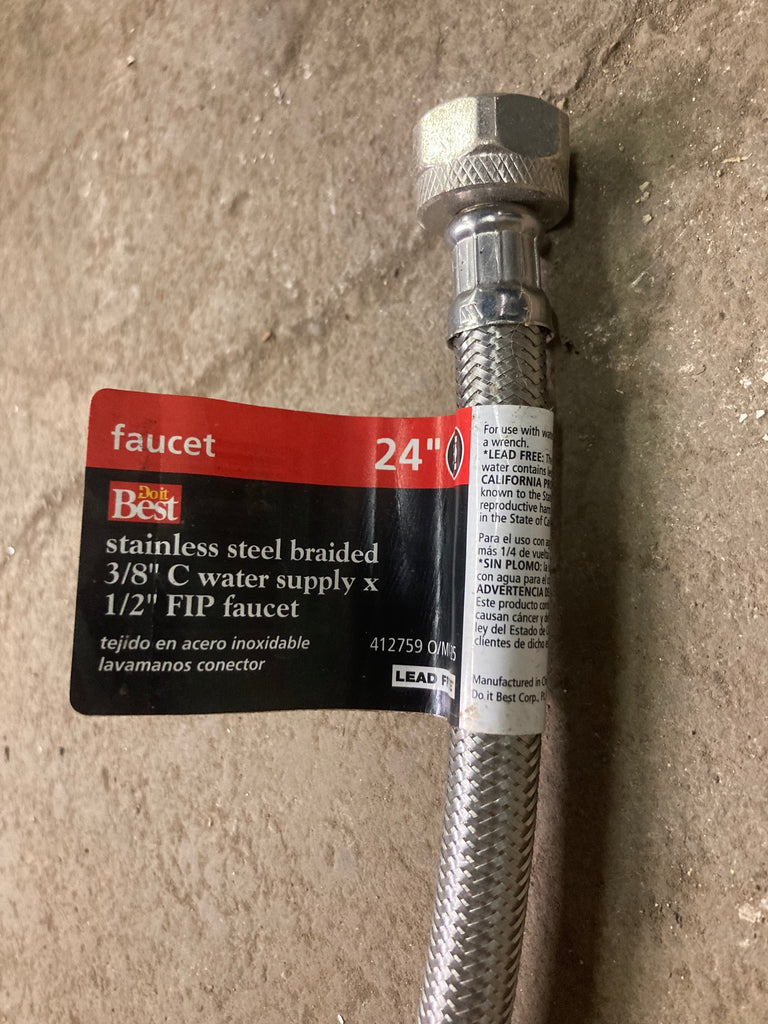 faucet 24"
Do it
Best
stainless steel braided
3/8" C water supply x
1/2" FIP faucet
tejido en acero inoxidable
lavamanos conector
412759 O/M
LEAD
For use with
a wrench.
*LEAD FREE:
water contains
CALIFORNIA
known to the
reproductive
in the State of
Para el uso con
más 1/4 de vuelta
*SIN PLOMO: la
con agua para el
ADVERTENCIA
Este producto
causan cáncer y
ley del Estado de
clientes de dicho
Manufactured in
Do it Best Corp.,